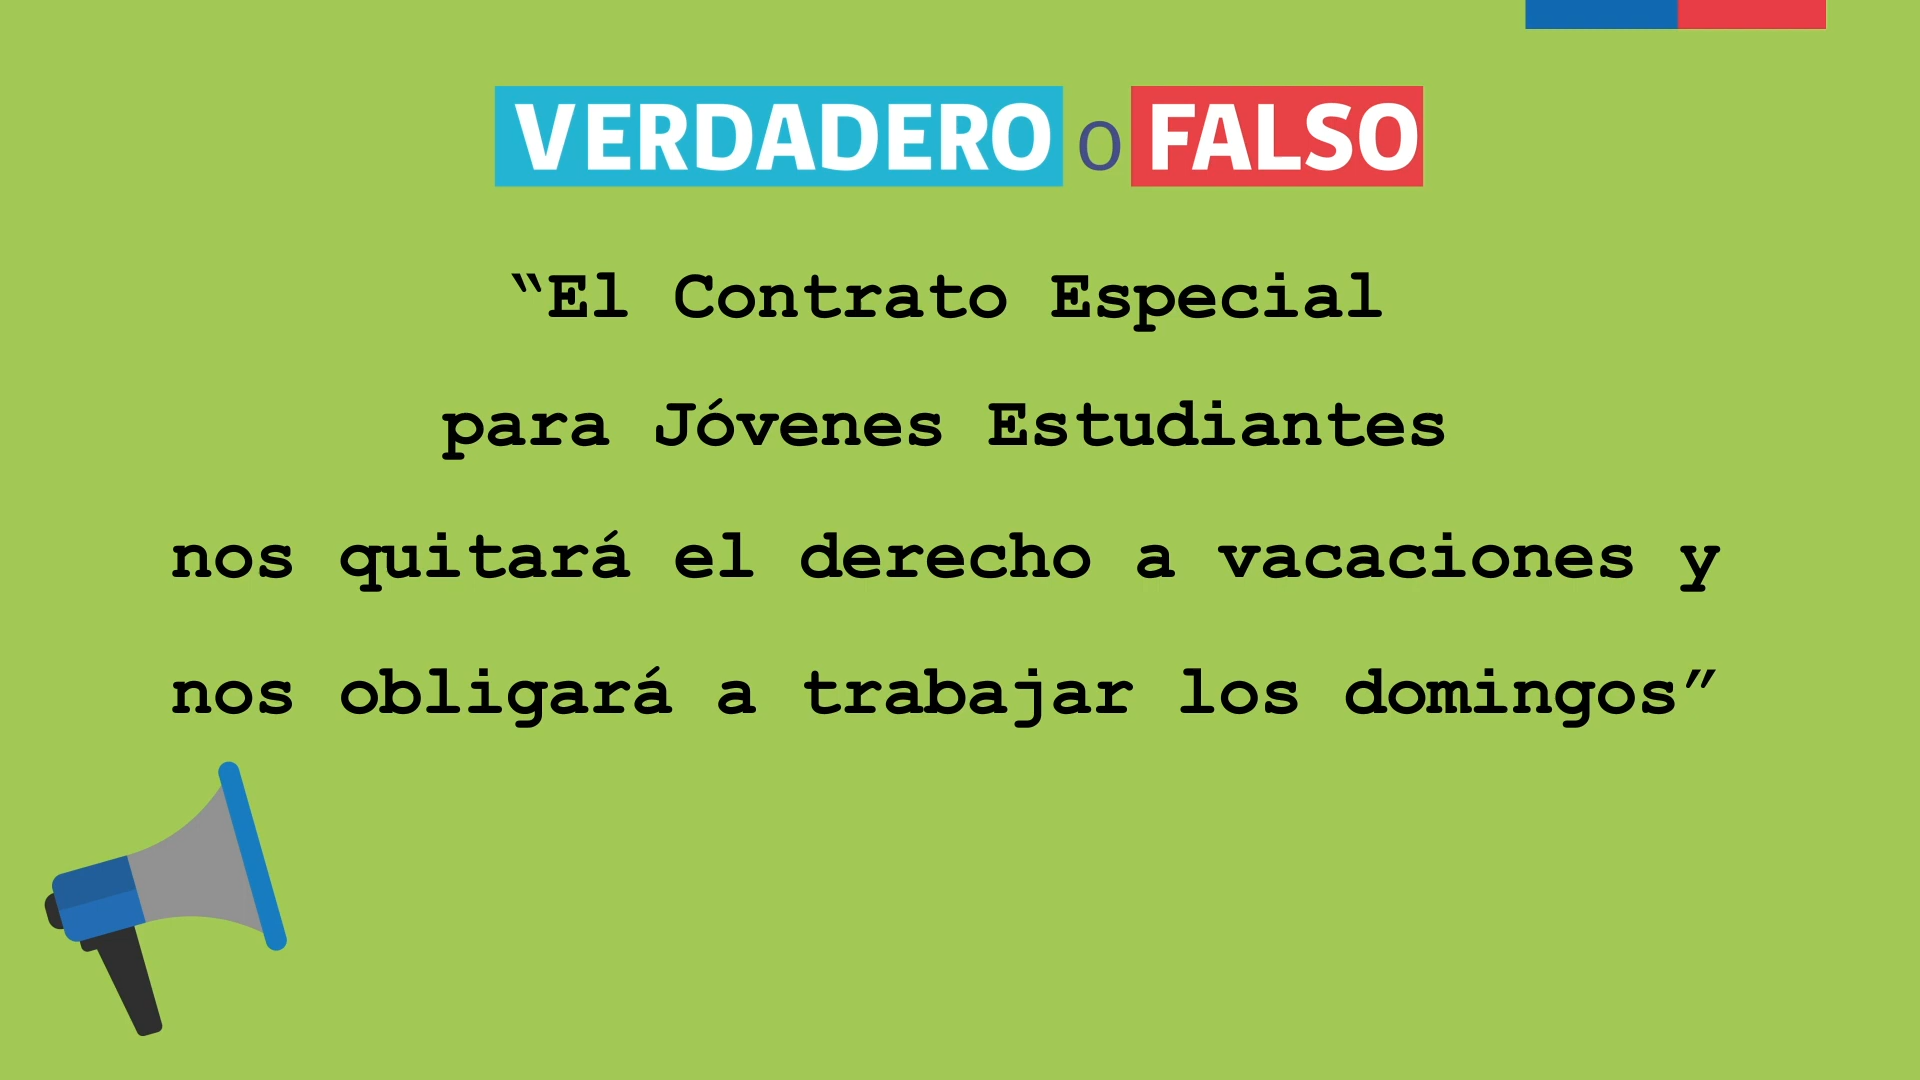 VERDADERO o FALSO
“El Contrato Especial
para Jóvenes Estudiantes
nos quitará el derecho a vacaciones y
nos obligará a trabajar los domingos”